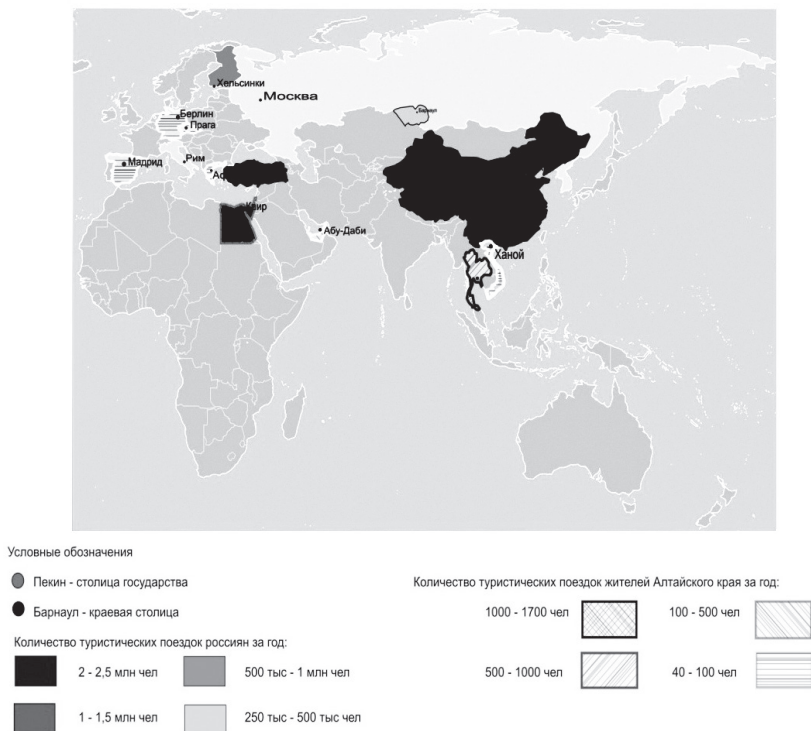 Хельсинки
Москва
Барнаул
Берлин
Прага
Мадрид
Рим
Каир
Абу-Даби
Ханой
Условные обозначения
Пекин - столица государства
Барнаул - краевая столица
Количество туристических поездок россиян за год:
2 - 2,5 млн чел
500 тыс - 1 млн чел
1 - 1,5 млн чел
250 тыс - 500 тыс чел
Количество туристических поездок жителей Алтайского края за год:
1000 - 1700 чел
100 - 500 чел
500 - 1000 чел
40 - 100 чел